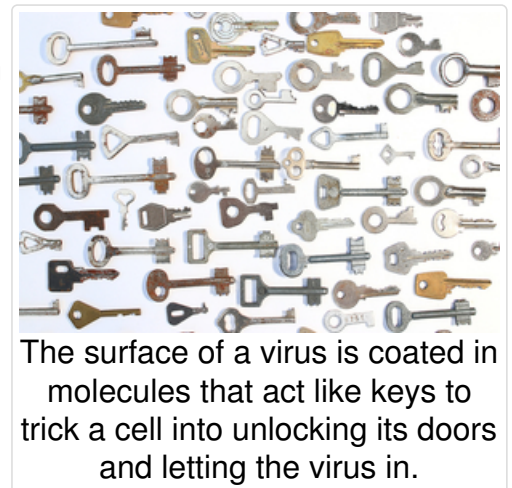 The surface of a virus is coated in
molecules that act like keys to
trick a cell into unlocking its doors
and letting the virus in.